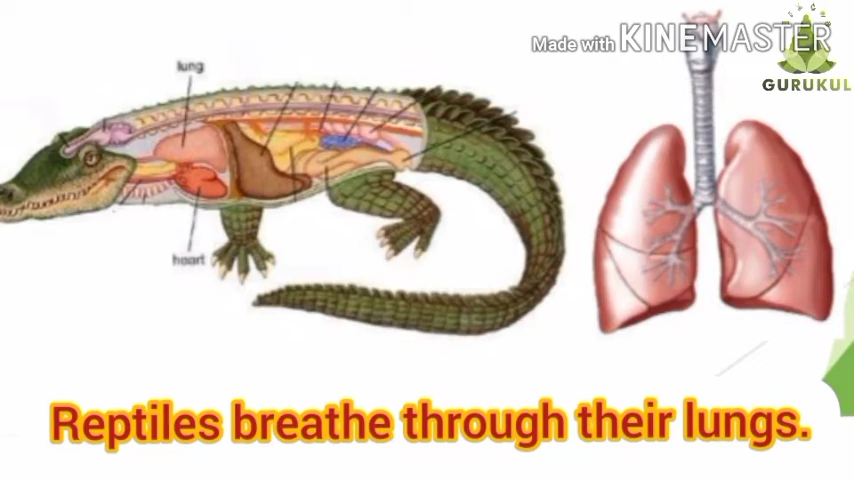 Made with KINEMASTER
GURUKUL
lung
heart
Reptiles breathe through their lungs.